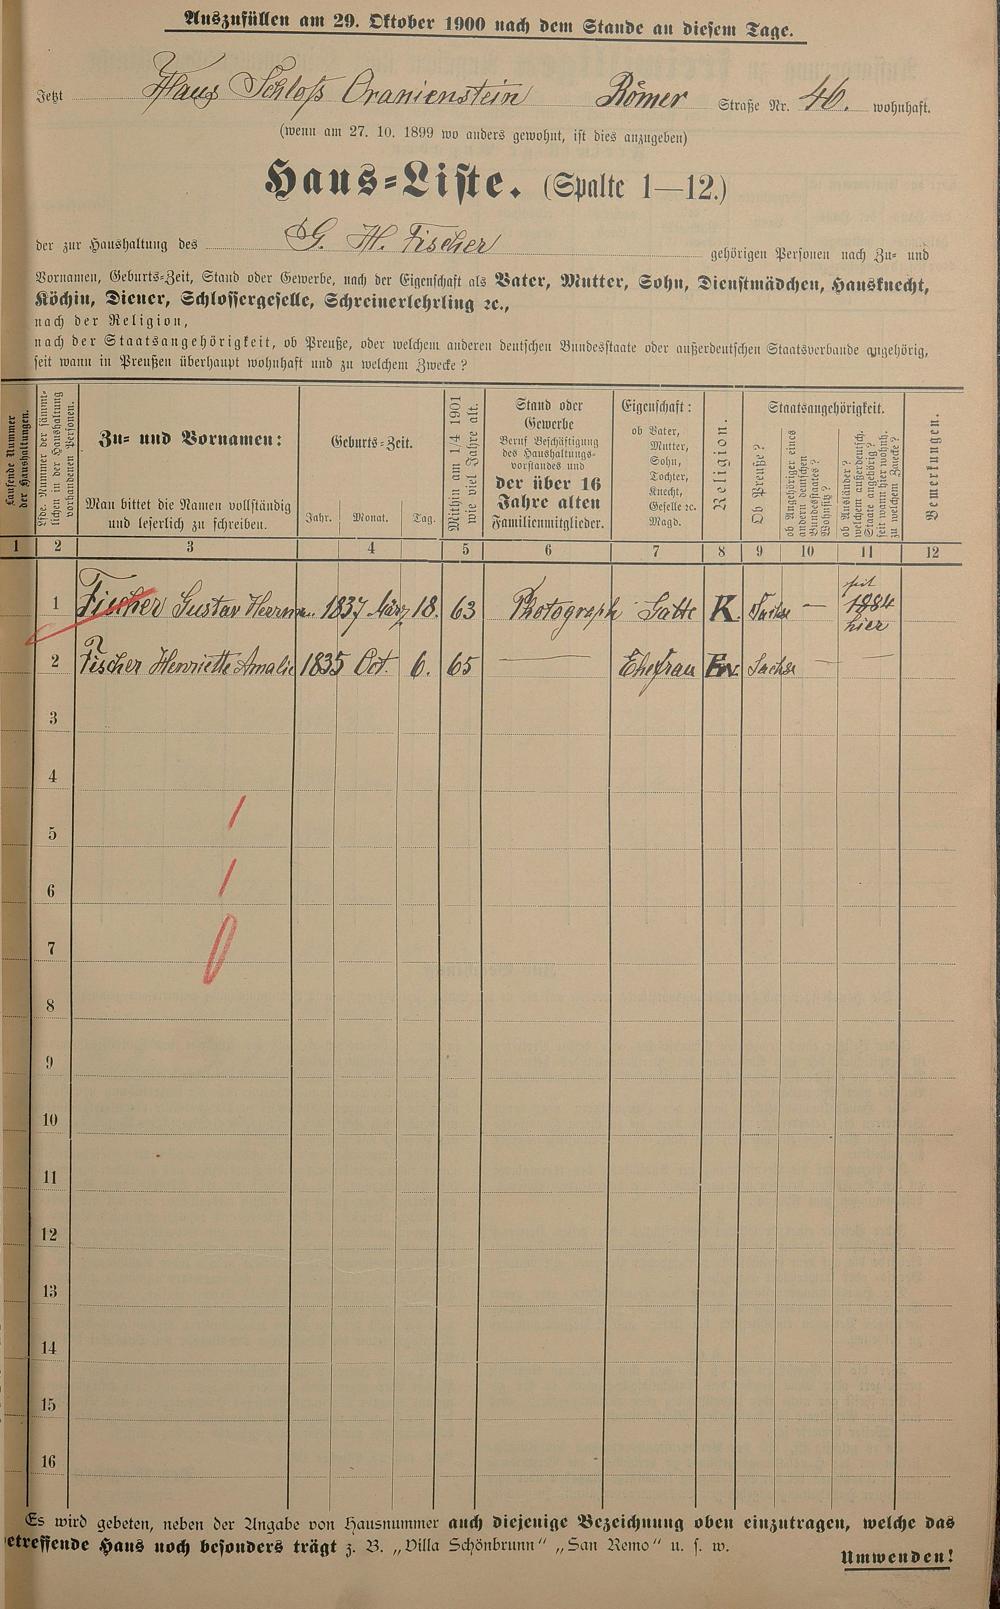 Auszufüllen am 29. Oktober 1900 nach dem Stande an diesem Tage.
Jetzt Haus Schloß Oranienstein Römer Straße Nr. 46. wohnhaft.
(wenn am 27. 10. 1899 wo anders gewohnt, ist dies anzugeben)
Haus-Liste. (Spalte 1—12.)
der zur Haushaltung des G. H. Fischer gehörigen Personen nach Zu- und
Vornamen, Geburts-Zeit, Stand oder Gewerbe, nach der Eigenschaft als Vater, Mutter, Sohn, Dienstmädchen, Hausknecht,
Köchin, Diener, Schlossergeselle, Schreinerlehrling ꝛc.,
nach der Religion,
nach der Staatsangehörigkeit, ob Preuße, oder welchem anderen deutschen Bundesstaate oder außerdeutschen Staatsverbande angehörig,
seit wann in Preußen überhaupt wohnhaft und zu welchem Zwecke?
Laufende Nummer
der Haushaltungen.
Lfde. Nummer der sämmt-
lichen in der Haushaltung
vorhandenen Personen.
Zu- und Vornamen:
Man bittet die Namen vollständig
und leserlich zu schreiben.
Geburts-Zeit.
Jahr. Monat. Tag.
Mithin am 1/4 1901
wie viel Jahre alt.
Stand oder
Gewerbe
Beruf Beschäftigung
des Haushaltungs-
vorstandes und
der über 16
Jahre alten
Familienmitglieder.
Eigenschaft:
ob Vater,
Mutter,
Sohn,
Tochter,
Knecht,
Geselle ꝛc.
Magd.
Religion.
Staatsangehörigkeit.
Ob Preuße?
ob Angehöriger eines
andern deutschen
Bundesstaates?
Wohnsitz?
ob Ausländer?
welchem außerdeutsch.
Staate angehörig?
seit wann hier wohnh.
zu welchem Zwecke?
Bemerkungen.
1 2 3 4 5 6 7 8 9 10 11 12
1 Fischer Gustav Herrm. 1837 März 18. 63 Photograph Gatte K. Sachse — seit
1884
hier
2 Fischer Henriette Amalie 1835 Oct. 6. 65 — Ehefrau Ev. Sachse — —
3
4
5
6
7
8
9
10
11
12
13
14
15
16
Es wird gebeten, neben der Angabe von Hausnummer auch diejenige Bezeichnung oben einzutragen, welche das
betreffende Haus noch besonders trägt z. B. „Villa Schönbrunn“ „San Remo“ u. s. w.
Umwenden!